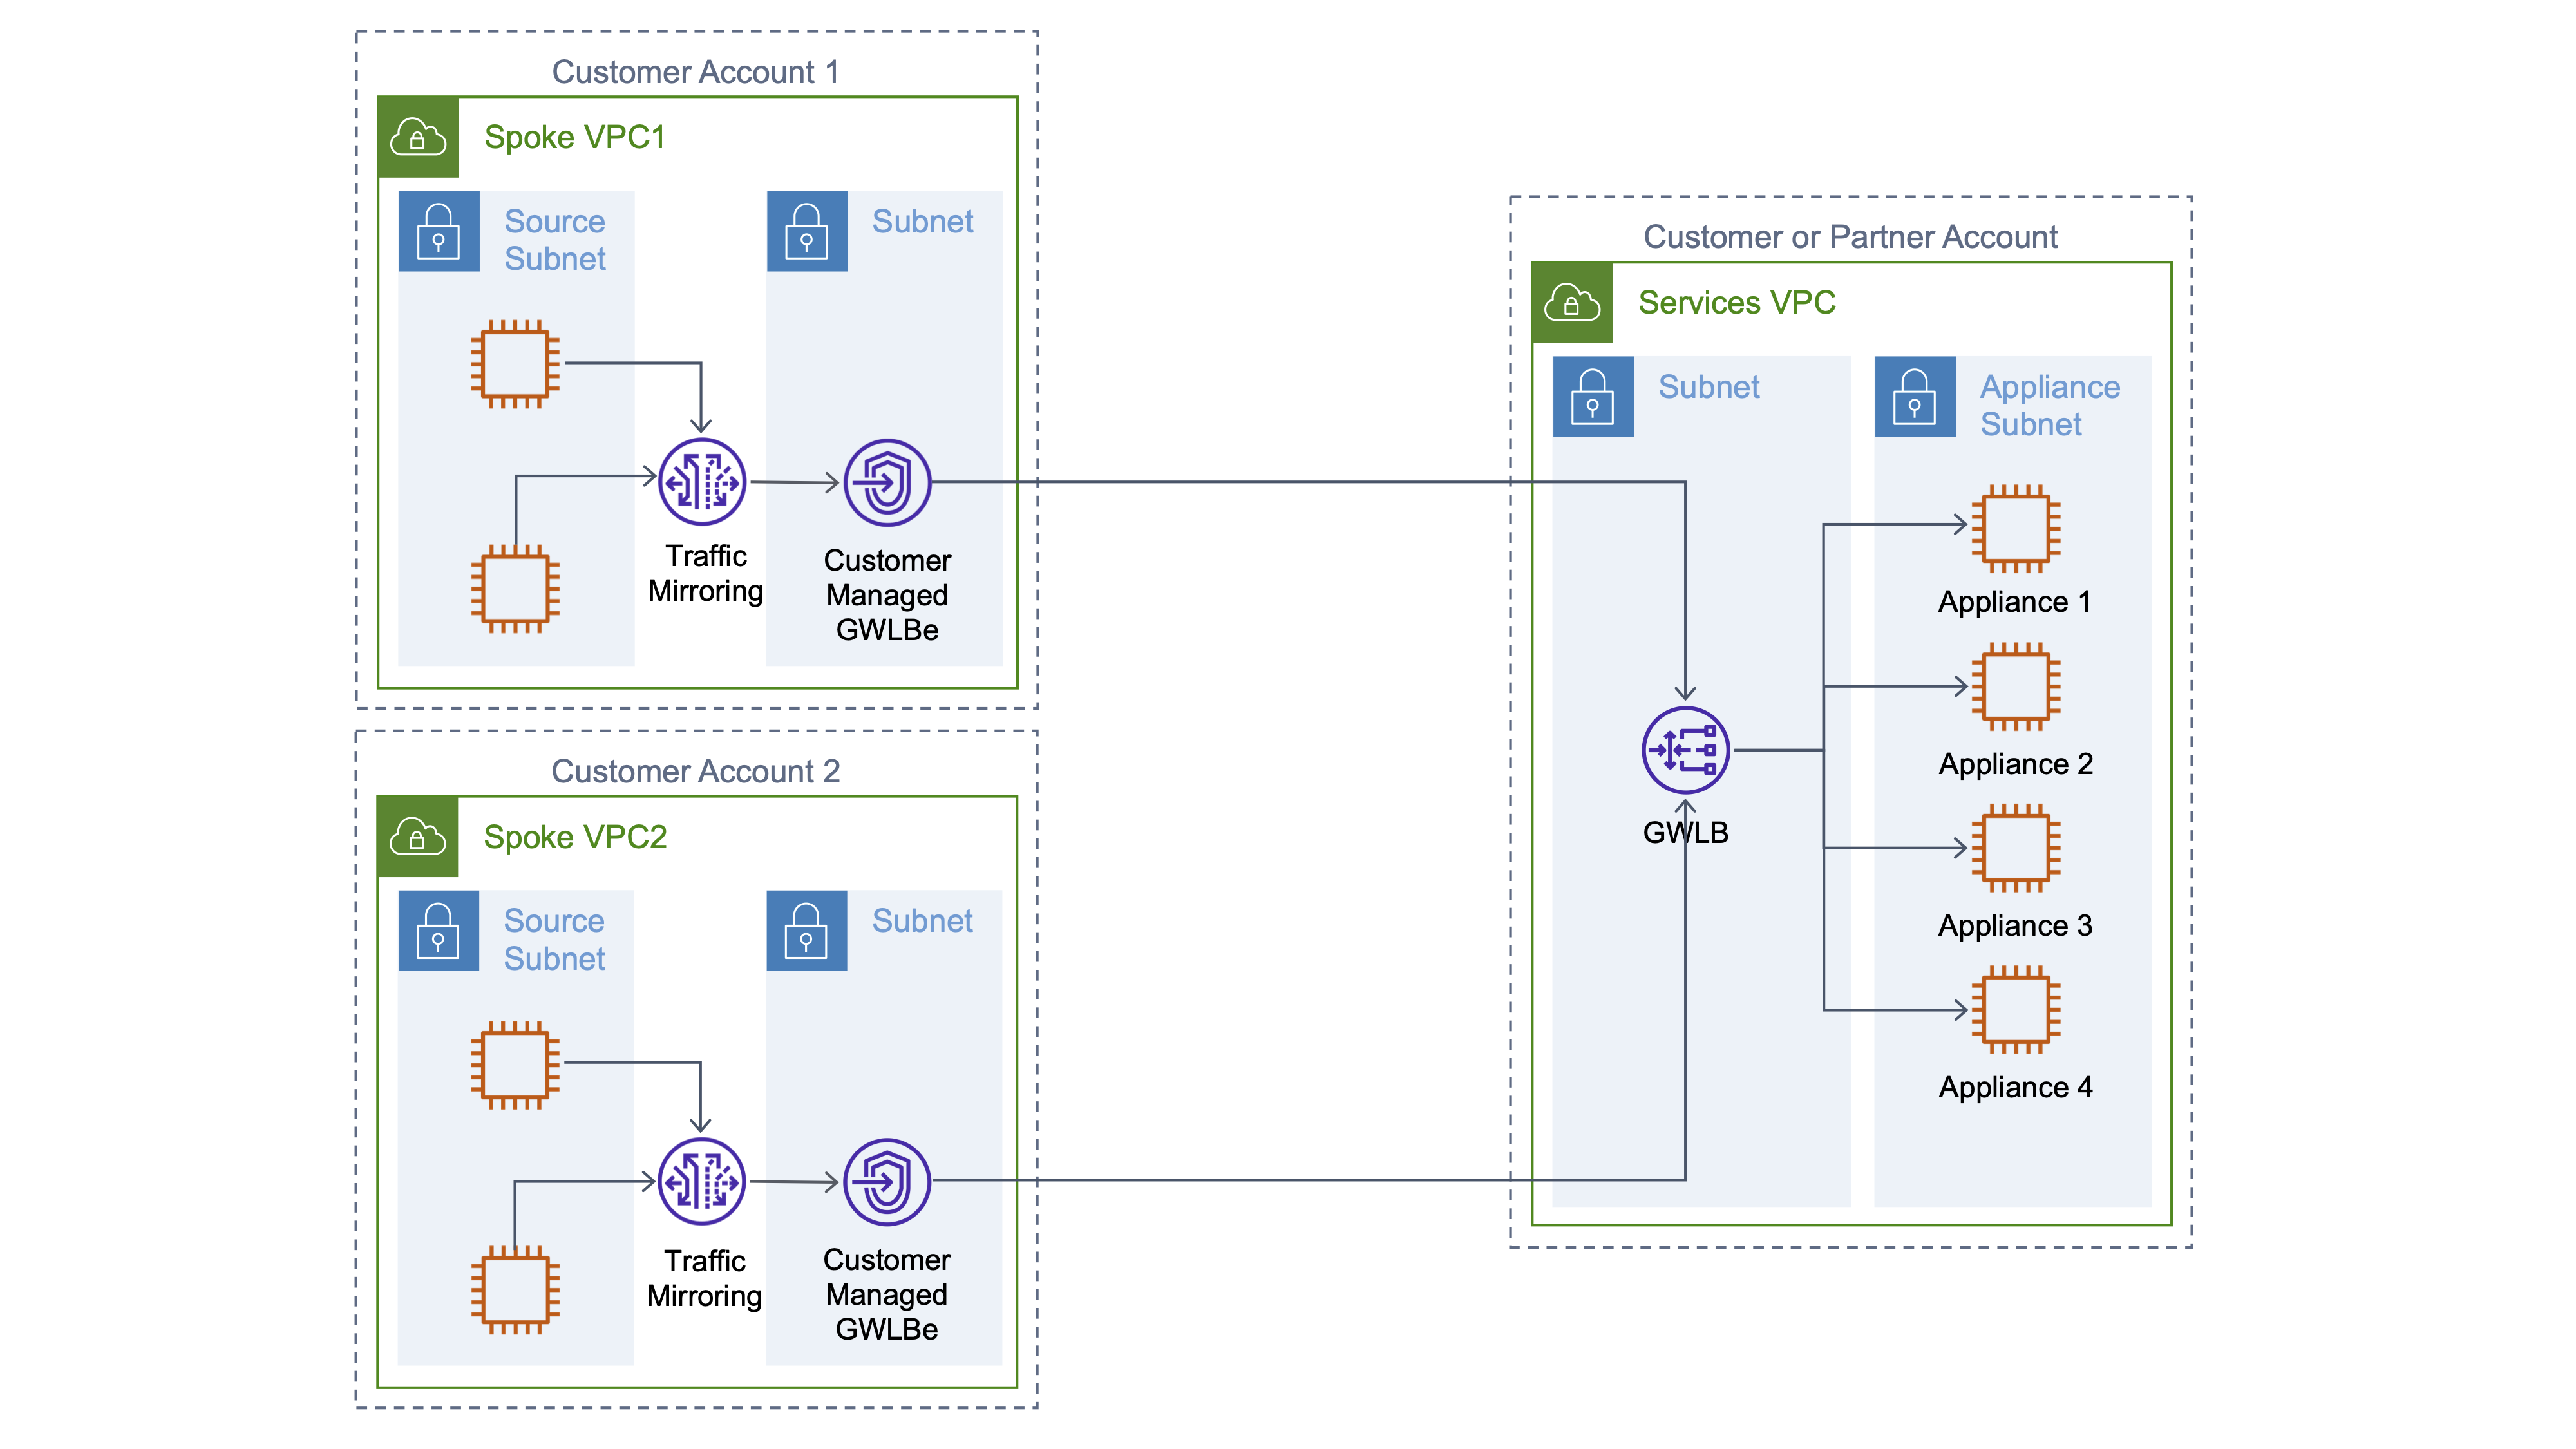 Customer Account 1
Spoke VPC1
Source
Subnet
Subnet
Traffic
Mirroring
Customer
Managed
GWLBe
Customer Account 2
Spoke VPC2
Source
Subnet
Subnet
Traffic
Mirroring
Customer
Managed
GWLBe
Customer or Partner Account
Services VPC
Subnet
GWLB
Appliance
Subnet
Appliance 1
Appliance 2
Appliance 3
Appliance 4